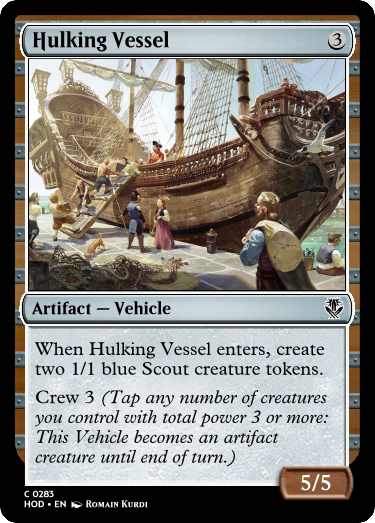 Hulking Vessel 3
Artifact — Vehicle
When Hulking Vessel enters, create
two 1/1 blue Scout creature tokens.
Crew 3 (Tap any number of creatures
you control with total power 3 or more:
This Vehicle becomes an artifact
creature until end of turn.)
5/5
C 0283
HOD • EN Romain Kurdi